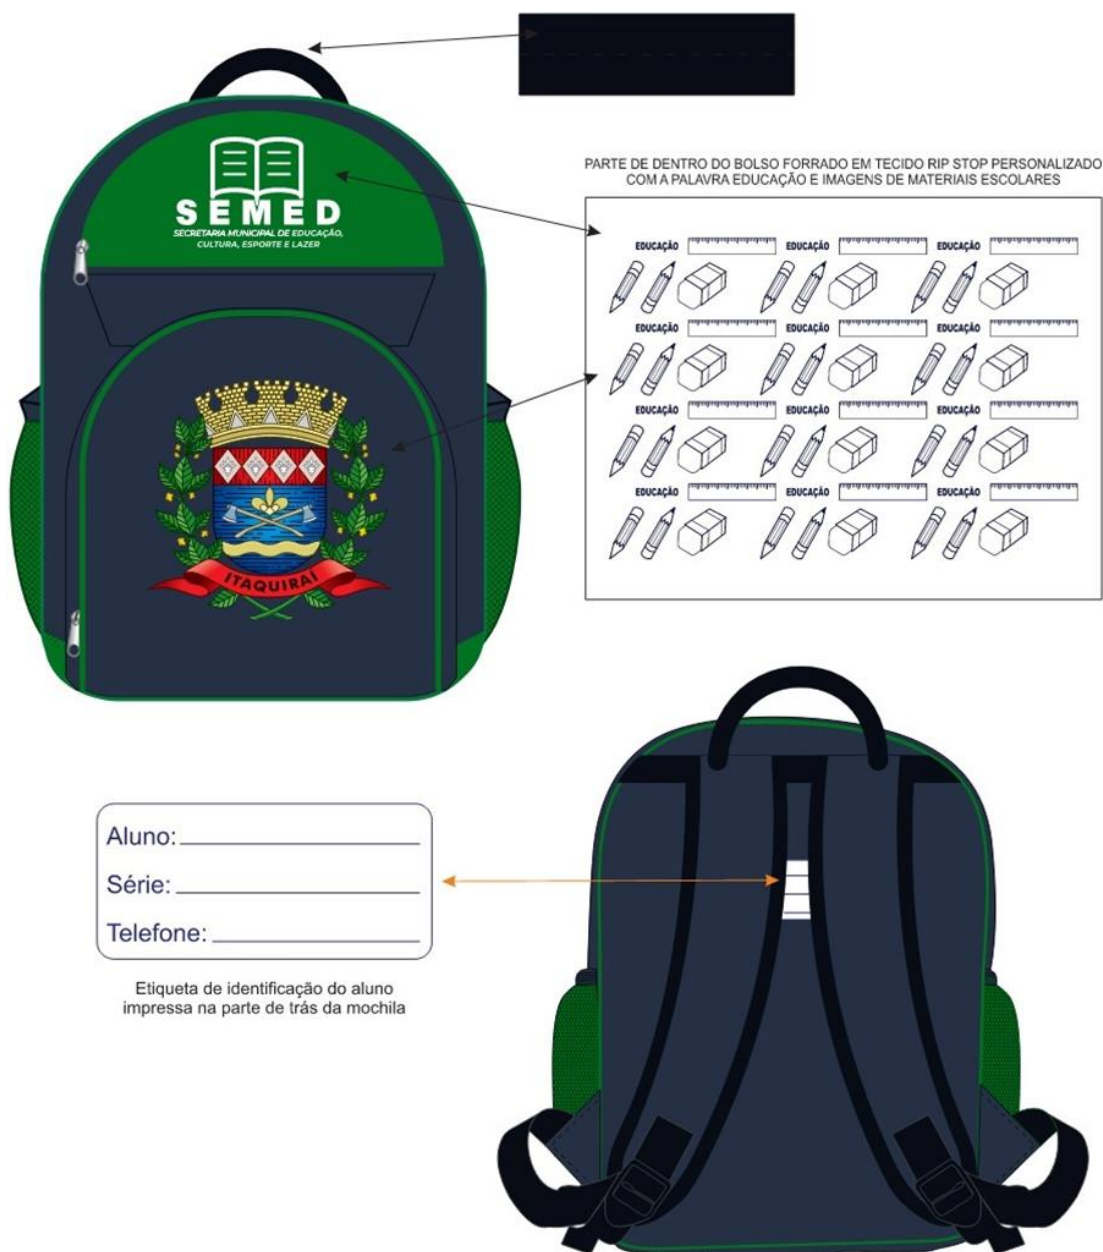 SEMED
SECRETARIA MUNICIPAL DE EDUCAÇÃO,
CULTURA, ESPORTE E LAZER
PARTE DE DENTRO DO BOLSO FORRADO EM TECIDO RIP STOP PERSONALIZADO
COM A PALAVRA EDUCAÇÃO E IMAGENS DE MATERIAIS ESCOLARES
EDUCAÇÃO EDUCAÇÃO EDUCAÇÃO
EDUCAÇÃO EDUCAÇÃO EDUCAÇÃO
EDUCAÇÃO EDUCAÇÃO EDUCAÇÃO
EDUCAÇÃO EDUCAÇÃO EDUCAÇÃO
ITAQUIRAÍ
Aluno:
Série:
Telefone:
Etiqueta de identificação do aluno
impressa na parte de trás da mochila